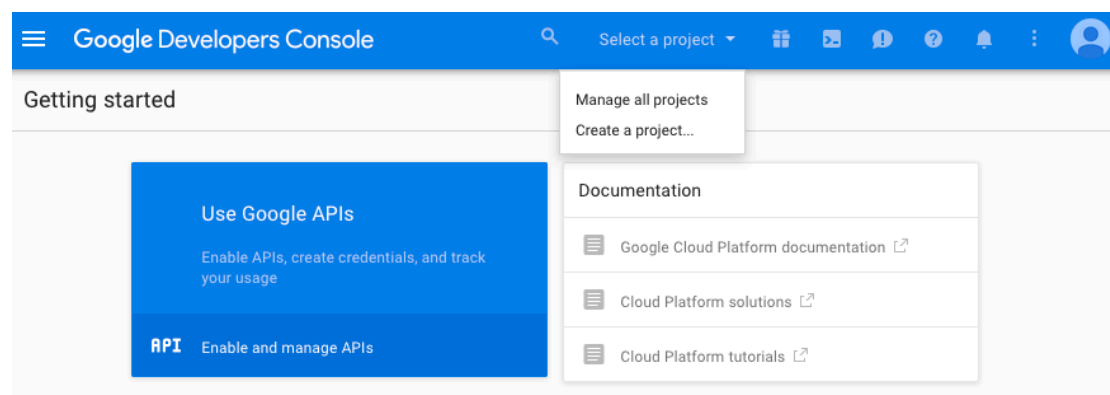 Google Developers Console
Select a project
Getting started
Manage all projects
Create a project...
Use Google APIs
Enable APIs, create credentials, and track
your usage
API Enable and manage APIs
Documentation
Google Cloud Platform documentation
Cloud Platform solutions
Cloud Platform tutorials